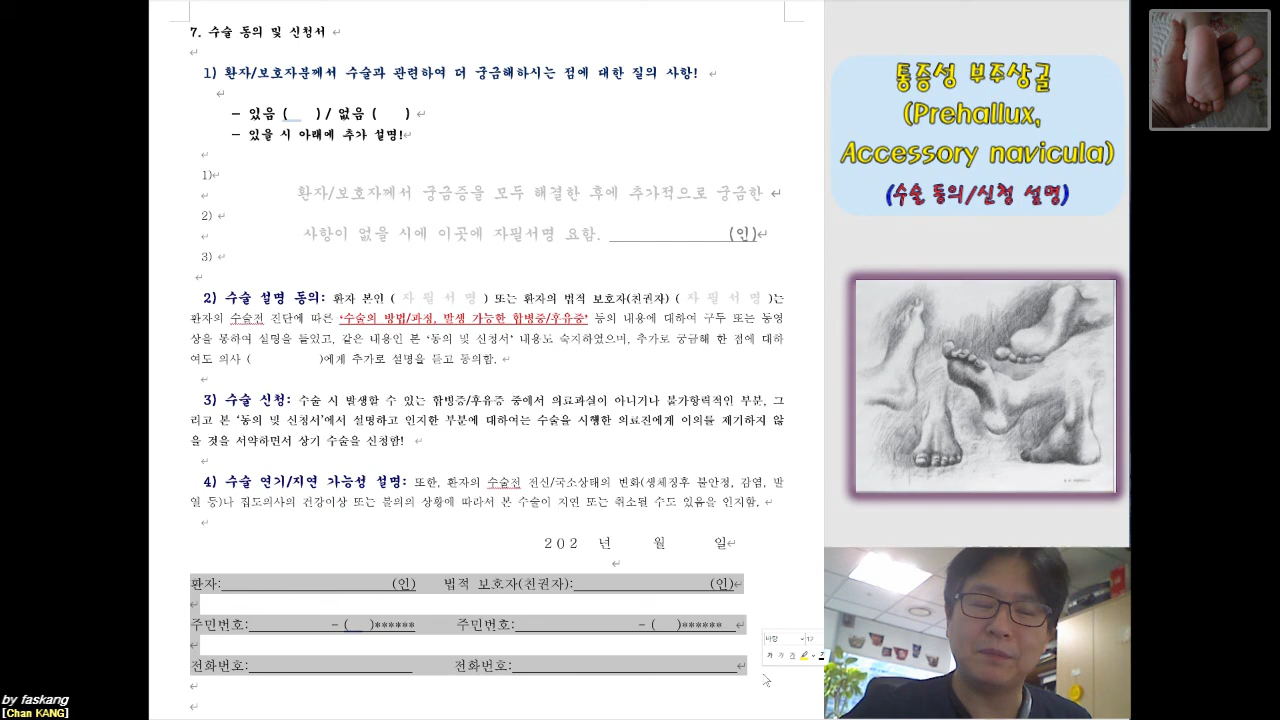 7. 수술 동의 및 신청서
1) 환자/보호자분께서 수술과 관련하여 더 궁금해하시는 점에 대한 질의 사항!
- 있음 (    ) / 없음 (    )
- 있을 시 아래에 추가 설명!
1)
환자/보호자께서 궁금증을 모두 해결한 후에 추가적으로 궁금한
2)
사항이 없을 시에 이곳에 자필서명 요함. ______________(인)
3)
2) 수술 설명 동의: 환자 본인 ( 자 필 서 명 ) 또는 환자의 법적 보호자(친권자) ( 자 필 서 명 )는
환자의 수술전 진단에 따른 ‘수술의 방법/과정, 발생 가능한 합병증/후유증’ 등의 내용에 대하여 구두 또는 동영
상을 통하여 설명을 들었고, 같은 내용인 본 ‘동의 및 신청서’ 내용도 숙지하였으며, 추가로 궁금해 한 점에 대하
여도 의사 (            )에게 추가로 설명을 듣고 동의함.
3) 수술 신청: 수술 시 발생할 수 있는 합병증/후유증 중에서 의료과실이 아니거나 불가항력적인 부분, 그
리고 본 ‘동의 및 신청서’에서 설명하고 인지한 부분에 대하여는 수술을 시행한 의료진에게 이의를 제기하지 않
을 것을 서약하면서 상기 수술을 신청함!
4) 수술 연기/지연 가능성 설명: 또한, 환자의 수술전 전신/국소상태의 변화(생체징후 불안정, 감염, 발
열 등)나 집도의사의 건강이상 또는 불의의 상황에 따라서 본 수술이 지연 또는 취소될 수도 있음을 인지함.
202   년     월     일
환자:____________________(인)   법적 보호자(친권자):________________(인)
주민번호:__________ - (    )******   주민번호:______________ - (    )******
전화번호:____________________   전화번호:__________________________
통증성 부주상골
(Prehallux,
Accessory navicula)
(수술 동의/신청 설명)
바탕 12
가 가 가 가
by faskang
[Chan KANG]